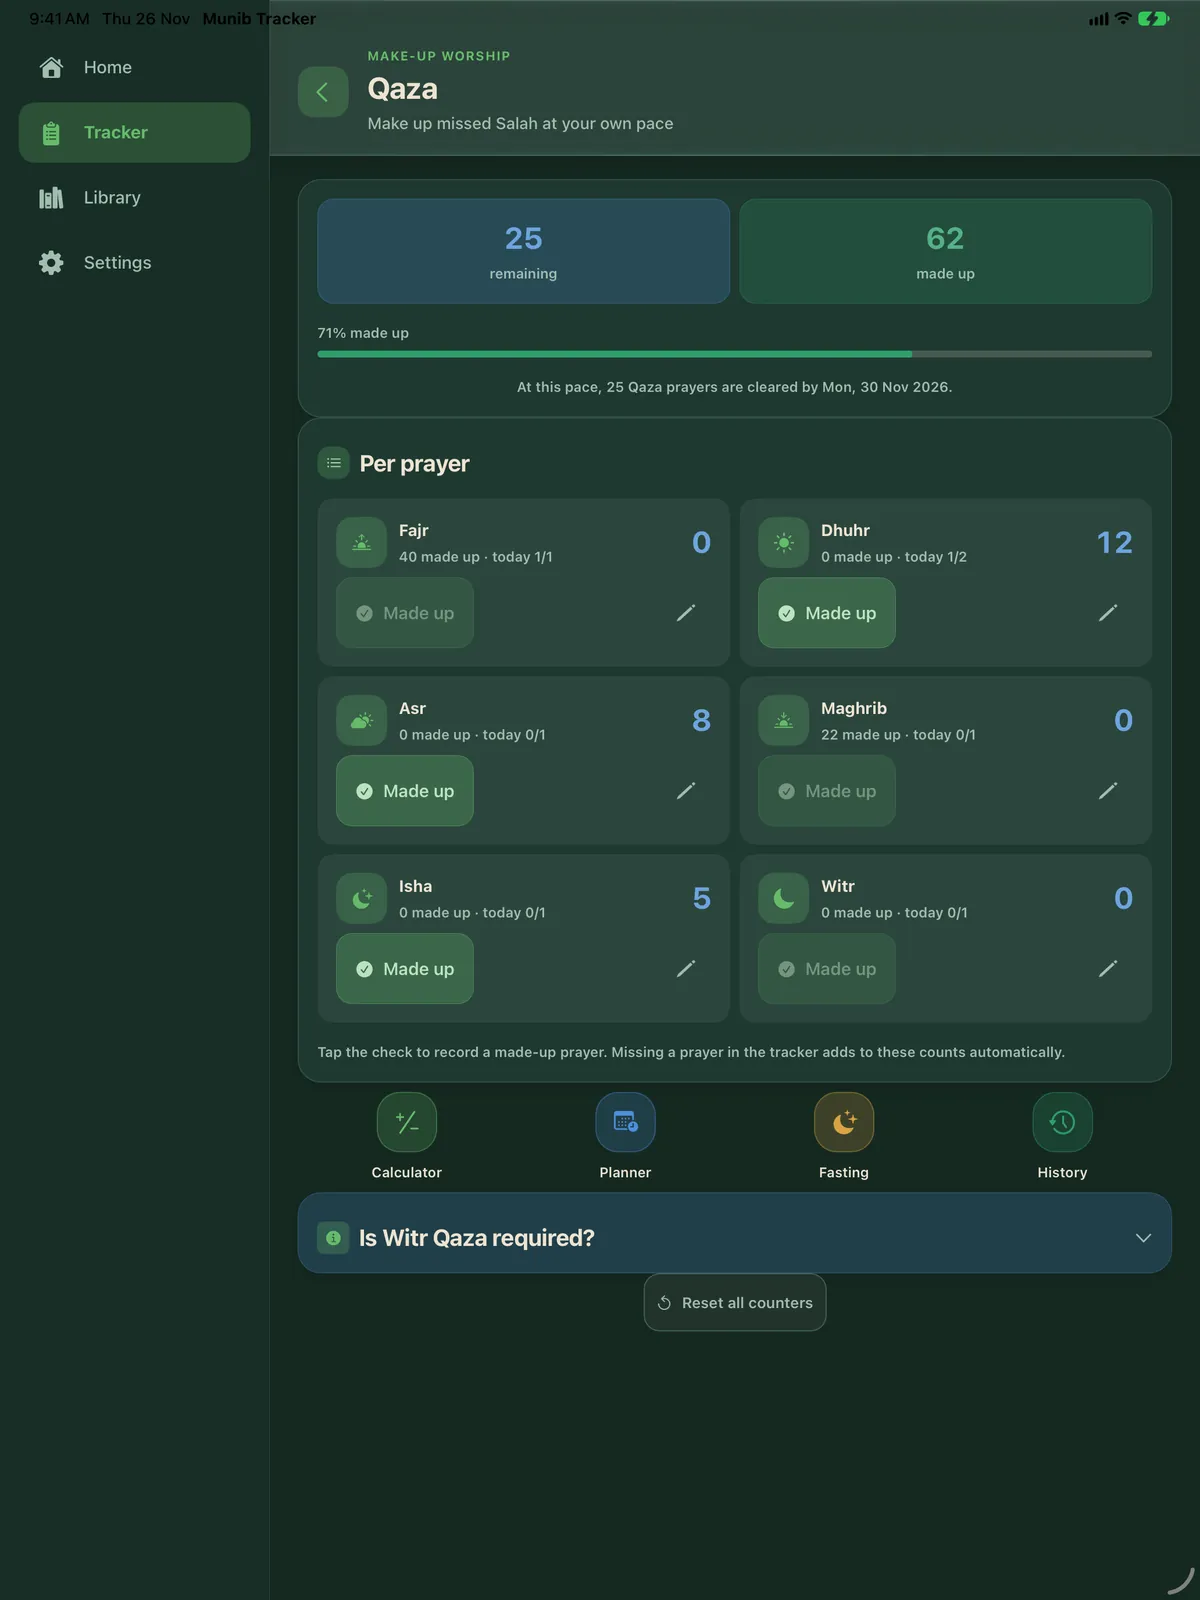 9:41 AM Thu 26 Nov Munib Tracker
Home
Tracker
Library
Settings
MAKE-UP WORSHIP
Qaza
Make up missed Salah at your own pace
25
remaining
62
made up
71% made up
At this pace, 25 Qaza prayers are cleared by Mon, 30 Nov 2026.
Per prayer
Fajr
40 made up · today 1/1
0
Made up
Dhuhr
0 made up · today 1/2
12
Made up
Asr
0 made up · today 0/1
8
Made up
Maghrib
22 made up · today 0/1
0
Made up
Isha
0 made up · today 0/1
5
Made up
Witr
0 made up · today 0/1
0
Made up
Tap the check to record a made-up prayer. Missing a prayer in the tracker adds to these counts automatically.
Calculator
Planner
Fasting
History
Is Witr Qaza required?
Reset all counters